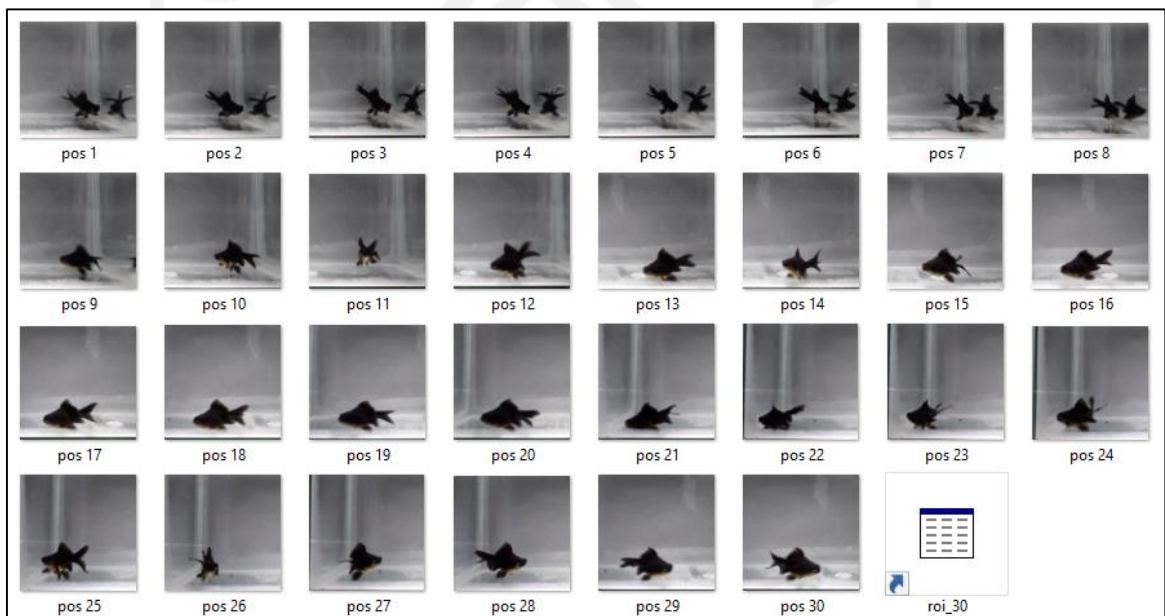 pos 1 pos 2 pos 3 pos 4 pos 5 pos 6 pos 7 pos 8
pos 9 pos 10 pos 11 pos 12 pos 13 pos 14 pos 15 pos 16
pos 17 pos 18 pos 19 pos 20 pos 21 pos 22 pos 23 pos 24
pos 25 pos 26 pos 27 pos 28 pos 29 pos 30 roi_30